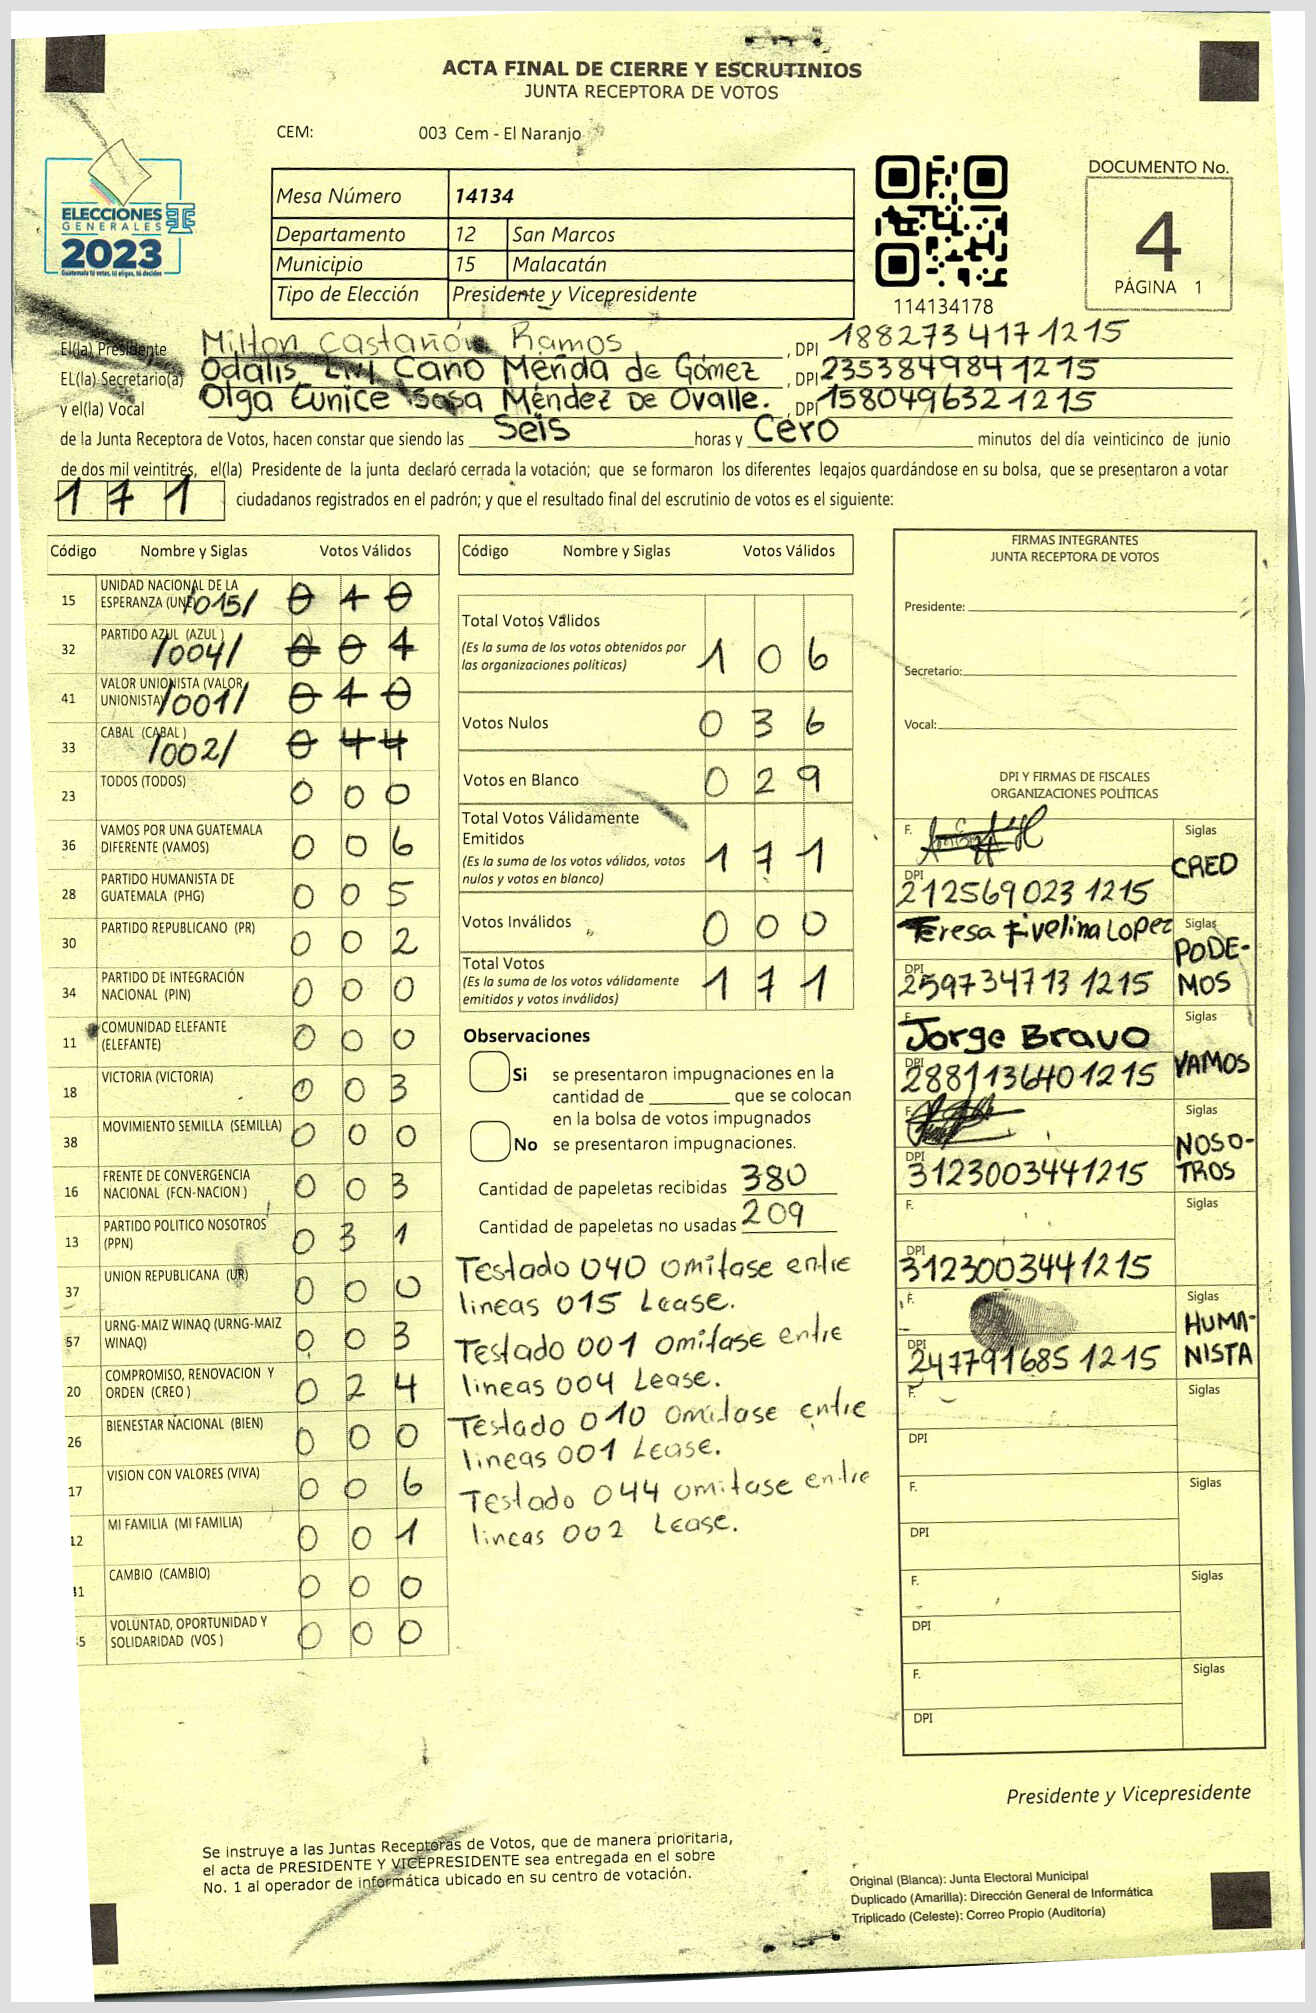 ACTA FINAL DE CIERRE Y ESCRUTINIOS
JUNTA RECEPTORA DE VOTOS
CEM: 003 Cem - El Naranjo
ELECCIONES
GENERALES
2023
Guatemala tú votas, tú eliges, tú decides
Mesa Número 14134
Departamento 12 San Marcos
Municipio 15 Malacatán
Tipo de Elección Presidente y Vicepresidente
114134178
DOCUMENTO No.
4
PÁGINA 1
El(la) Presidente Milton Castañón Ramos , DPI 188273417 1215
EL(la) Secretario(a) Odalis Cano Mérida de Gómez , DPI 235384984 1215
y el(la) Vocal Olga Eunice Sosa Méndez De Ovalle. , DPI 158049632 1215
de la Junta Receptora de Votos, hacen constar que siendo las Seis horas y Cero minutos del día veinticinco de junio
de dos mil veintitrés, el(la) Presidente de la junta declaró cerrada la votación; que se formaron los diferentes legajos guardándose en su bolsa, que se presentaron a votar
171 ciudadanos registrados en el padrón; y que el resultado final del escrutinio de votos es el siguiente:
Código Nombre y Siglas Votos Válidos
15 UNIDAD NACIONAL DE LA ESPERANZA (UNE) /015/ 0 4 0
32 PARTIDO AZUL (AZUL) /004/ 0 0 1
41 VALOR UNIONISTA (VALOR UNIONISTA) /001/ 0 1 0
33 CABAL (CABAL) /002/ 0 4 4
23 TODOS (TODOS) 0 0 0
36 VAMOS POR UNA GUATEMALA DIFERENTE (VAMOS) 0 0 6
28 PARTIDO HUMANISTA DE GUATEMALA (PHG) 0 0 5
30 PARTIDO REPUBLICANO (PR) 0 0 2
34 PARTIDO DE INTEGRACIÓN NACIONAL (PIN) 0 0 0
11 COMUNIDAD ELEFANTE (ELEFANTE) 0 0 0
18 VICTORIA (VICTORIA) 0 0 3
38 MOVIMIENTO SEMILLA (SEMILLA) 0 0 0
16 FRENTE DE CONVERGENCIA NACIONAL (FCN-NACION) 0 0 3
13 PARTIDO POLITICO NOSOTROS (PPN) 0 3 1
37 UNION REPUBLICANA (UR) 0 0 0
57 URNG-MAIZ WINAQ (URNG-MAIZ WINAQ) 0 0 3
20 COMPROMISO, RENOVACION Y ORDEN (CREO) 0 2 4
26 BIENESTAR NACIONAL (BIEN) 0 0 0
17 VISION CON VALORES (VIVA) 0 0 6
12 MI FAMILIA (MI FAMILIA) 0 0 1
41 CAMBIO (CAMBIO) 0 0 0
5 VOLUNTAD, OPORTUNIDAD Y SOLIDARIDAD (VOS) 0 0 0
Código Nombre y Siglas Votos Válidos
Total Votos Válidos 1 0 6
(Es la suma de los votos obtenidos por
las organizaciones políticas)
Votos Nulos 0 3 6
Votos en Blanco 0 2 9
Total Votos Válidamente
Emitidos 1 7 1
(Es la suma de los votos válidos, votos
nulos y votos en blanco)
Votos Inválidos 0 0 0
Total Votos 1 7 1
(Es la suma de los votos válidamente
emitidos y votos inválidos)
Observaciones
Si se presentaron impugnaciones en la
cantidad de ________ que se colocan
en la bolsa de votos impugnados
No se presentaron impugnaciones.
Cantidad de papeletas recibidas 380
Cantidad de papeletas no usadas 209
Testado 040 omitase entre
lineas 015 Lease.
Testado 001 omitase entre
lineas 004 Lease.
Testado 010 omitase entre
lineas 001 Lease.
Testado 044 omitase entre
lineas 002 Lease.
FIRMAS INTEGRANTES
JUNTA RECEPTORA DE VOTOS
Presidente:
Secretario:
Vocal:
DPI Y FIRMAS DE FISCALES
ORGANIZACIONES POLÍTICAS
F. Siglas CREO
DPI 212569023 1215
Teresa Evelina Lopez Siglas PODE-
DPI 259734713 1215 MOS
F. Jorge Bravo Siglas VAMOS
DPI 2881136401215
F. Siglas NOSO-
DPI 3123003441215 TROS
F. Siglas
DPI 3123003441215
F. Siglas HUMA-
DPI 247791685 1215 NISTA
F. Siglas
DPI
F. Siglas
DPI
F. Siglas
DPI
F. Siglas
DPI
Presidente y Vicepresidente
Se instruye a las Juntas Receptoras de Votos, que de manera prioritaria,
el acta de PRESIDENTE Y VICEPRESIDENTE sea entregada en el sobre
No. 1 al operador de informática ubicado en su centro de votación.
Original (Blanca): Junta Electoral Municipal
Duplicado (Amarilla): Dirección General de Informática
Triplicado (Celeste): Correo Propio (Auditoría)